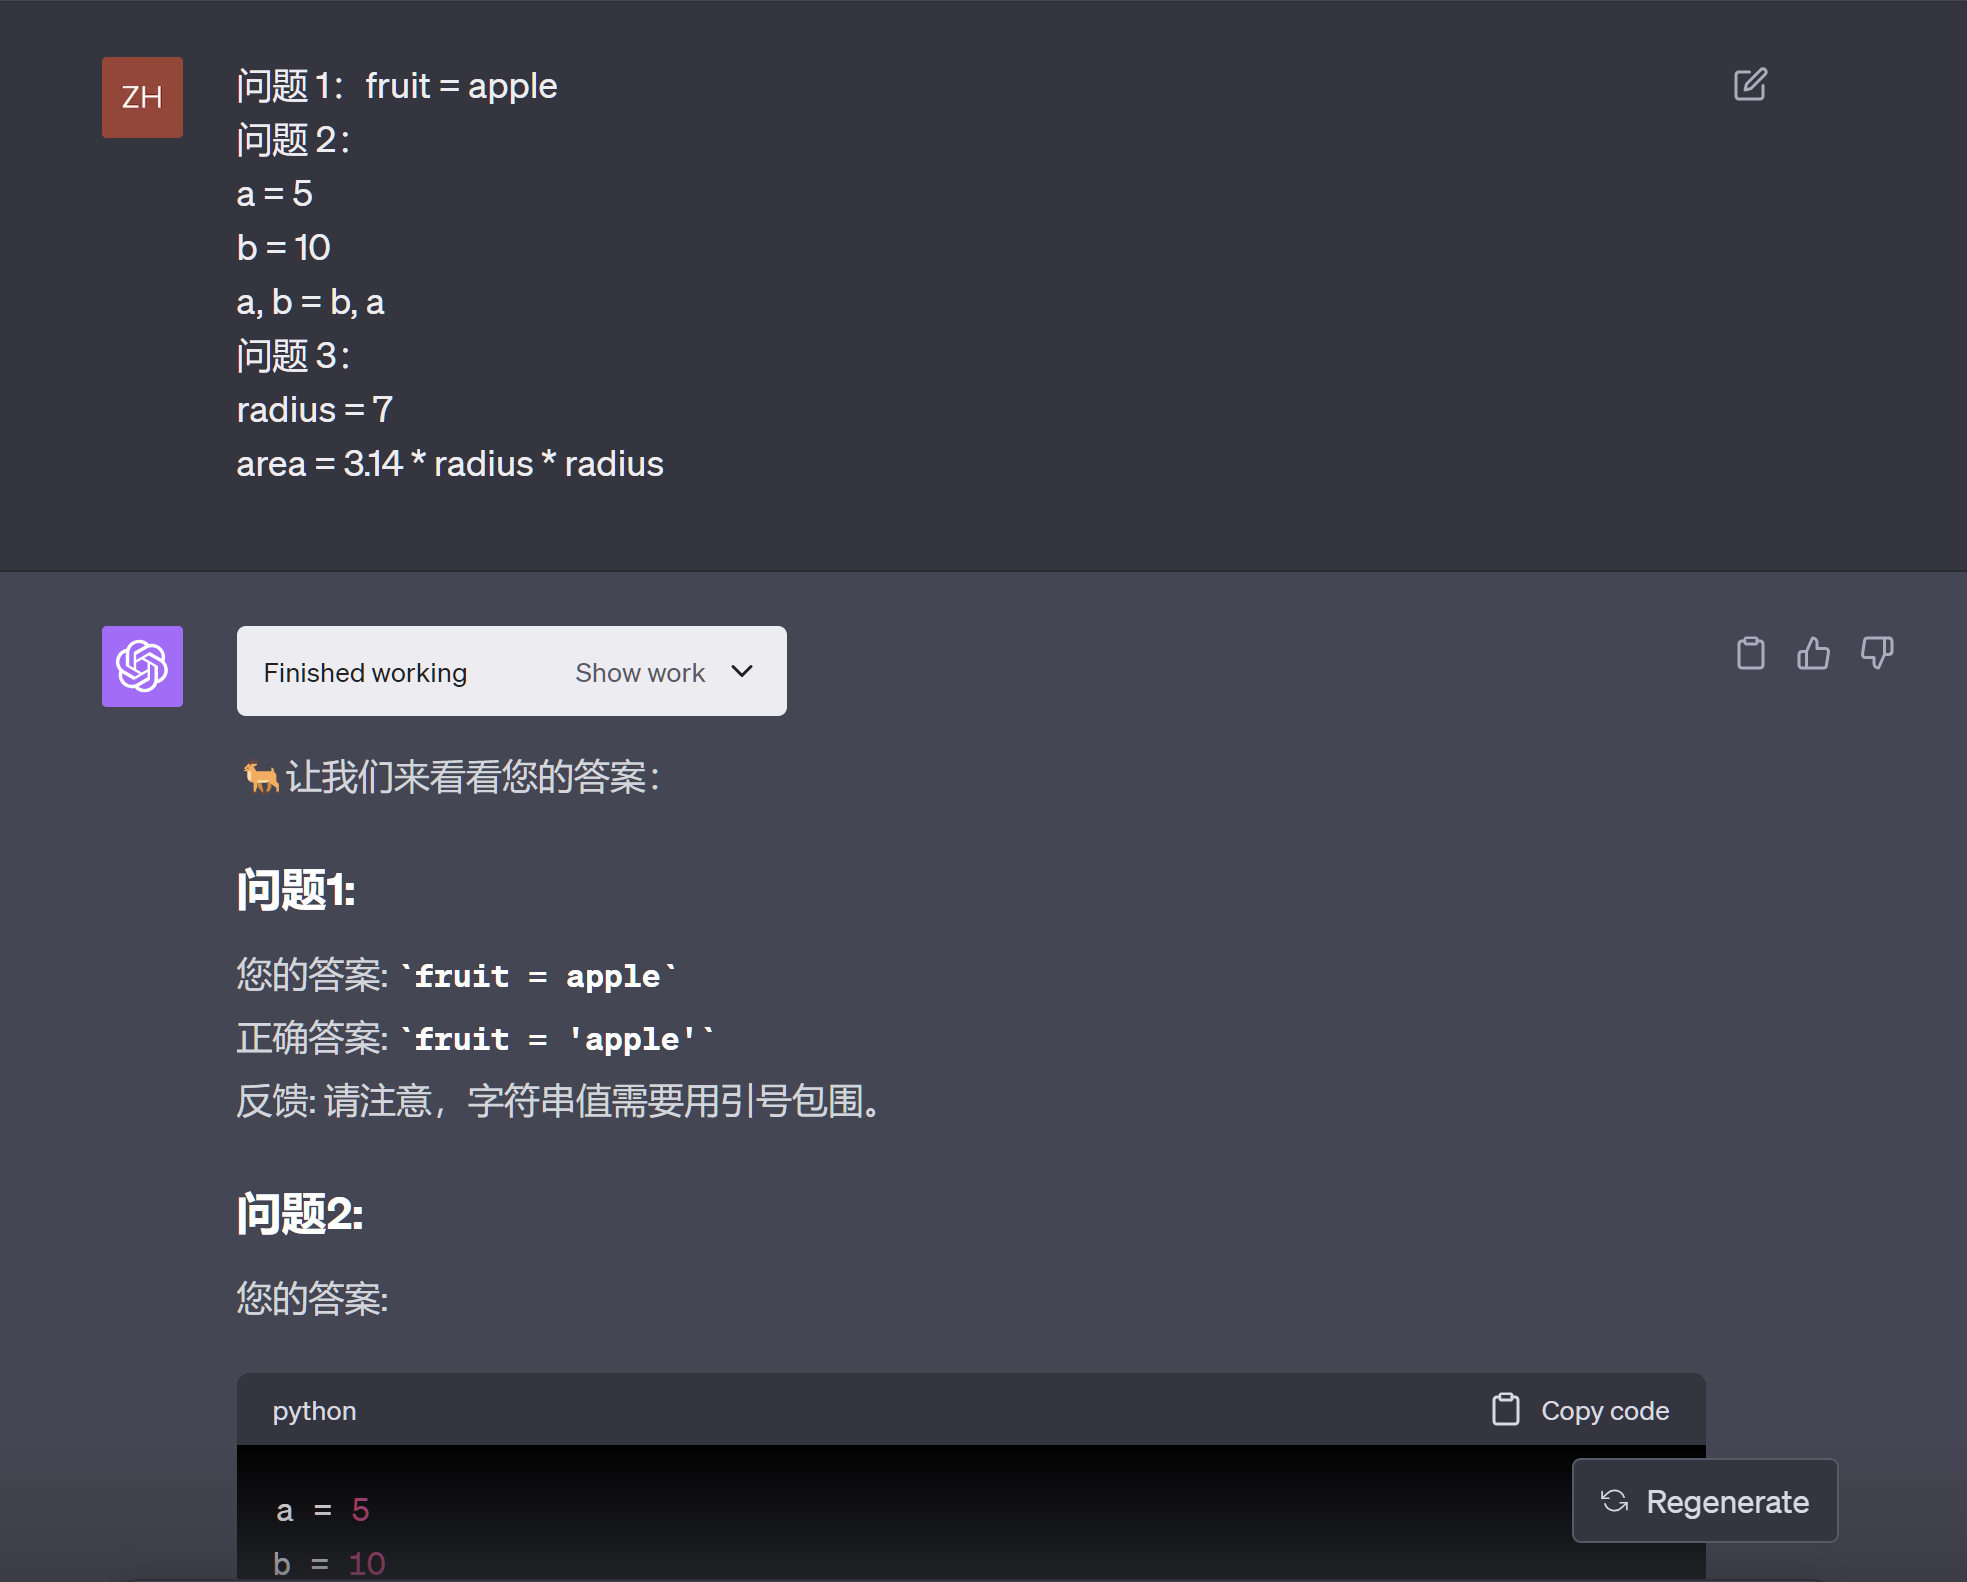 ZH
问题 1：fruit = apple
问题 2：
a = 5
b = 10
a, b = b, a
问题 3：
radius = 7
area = 3.14 * radius * radius
Finished working Show work
让我们来看看您的答案：
问题1:
您的答案: `fruit = apple`
正确答案: `fruit = 'apple'`
反馈: 请注意，字符串值需要用引号包围。
问题2:
您的答案:
python Copy code
a = 5
Regenerate
b = 10